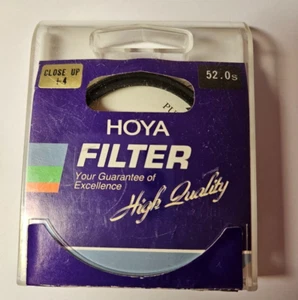 CLOSE UP
+4
52.0s
HOYA
FILTER
Your Guarantee of
Excellence
High Quality